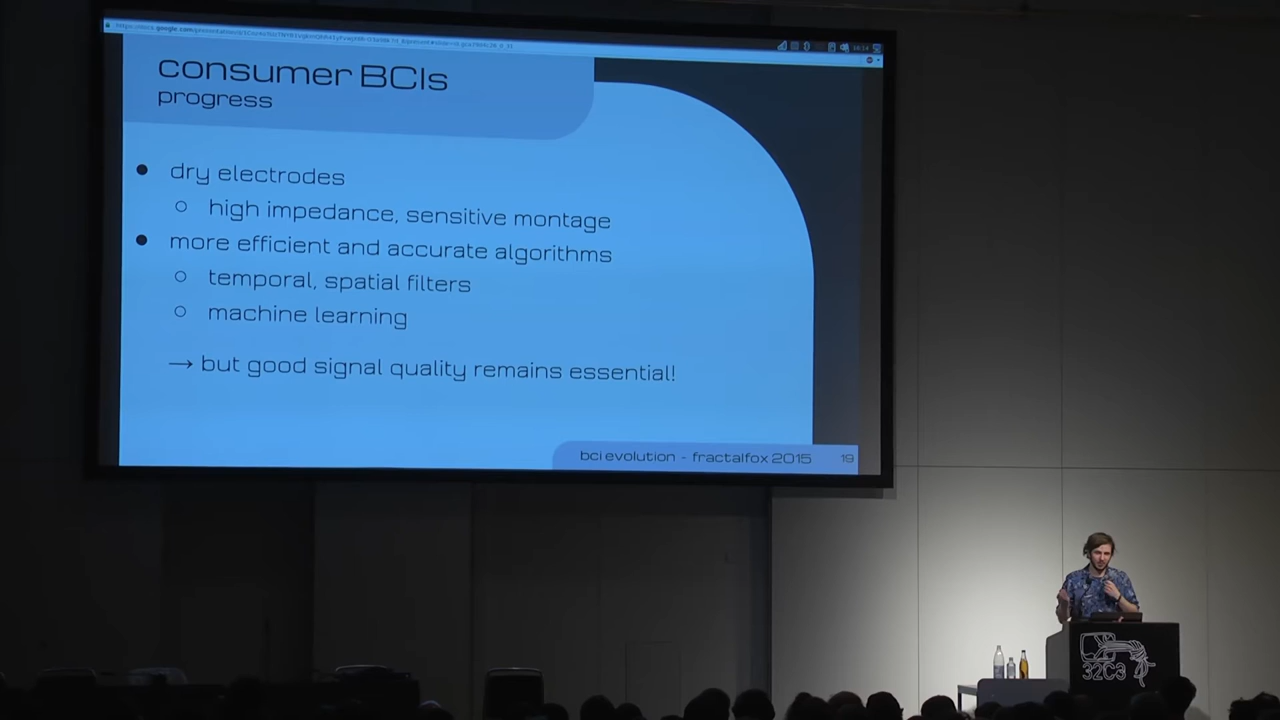 consumer BCIs
progress
● dry electrodes
○ high impedance, sensitive montage
● more efficient and accurate algorithms
○ temporal, spatial filters
○ machine learning
→ but good signal quality remains essential!
bci evolution - fractalfox 2015 19
32C3